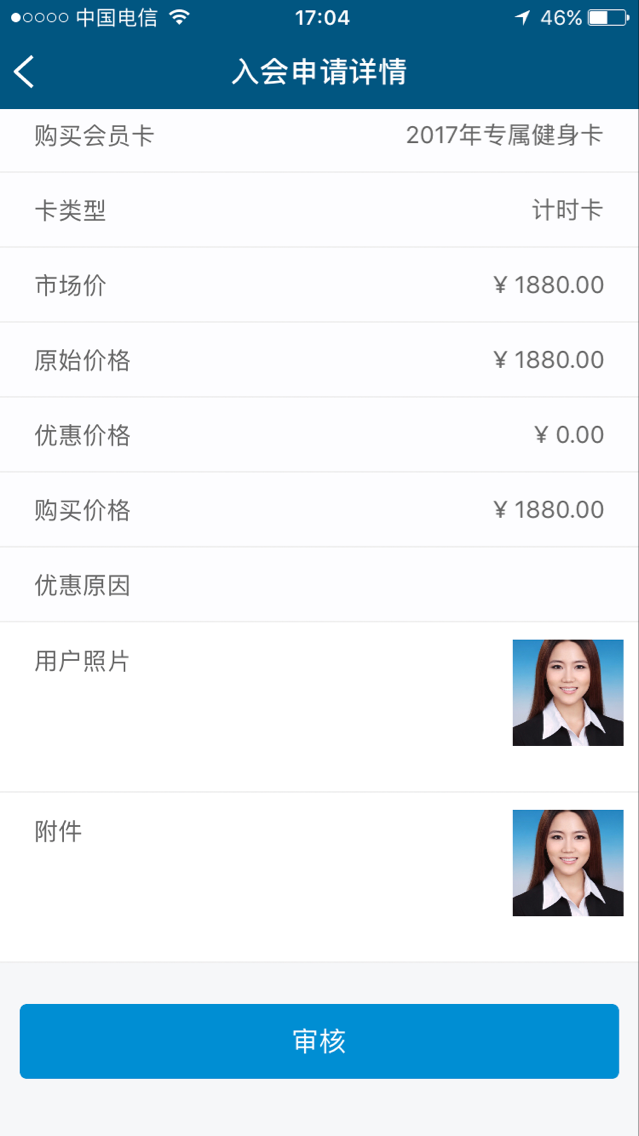 中国电信 17:04 46%
入会申请详情
购买会员卡 2017年专属健身卡
卡类型 计时卡
市场价 ¥ 1880.00
原始价格 ¥ 1880.00
优惠价格 ¥ 0.00
购买价格 ¥ 1880.00
优惠原因
用户照片
附件
审核